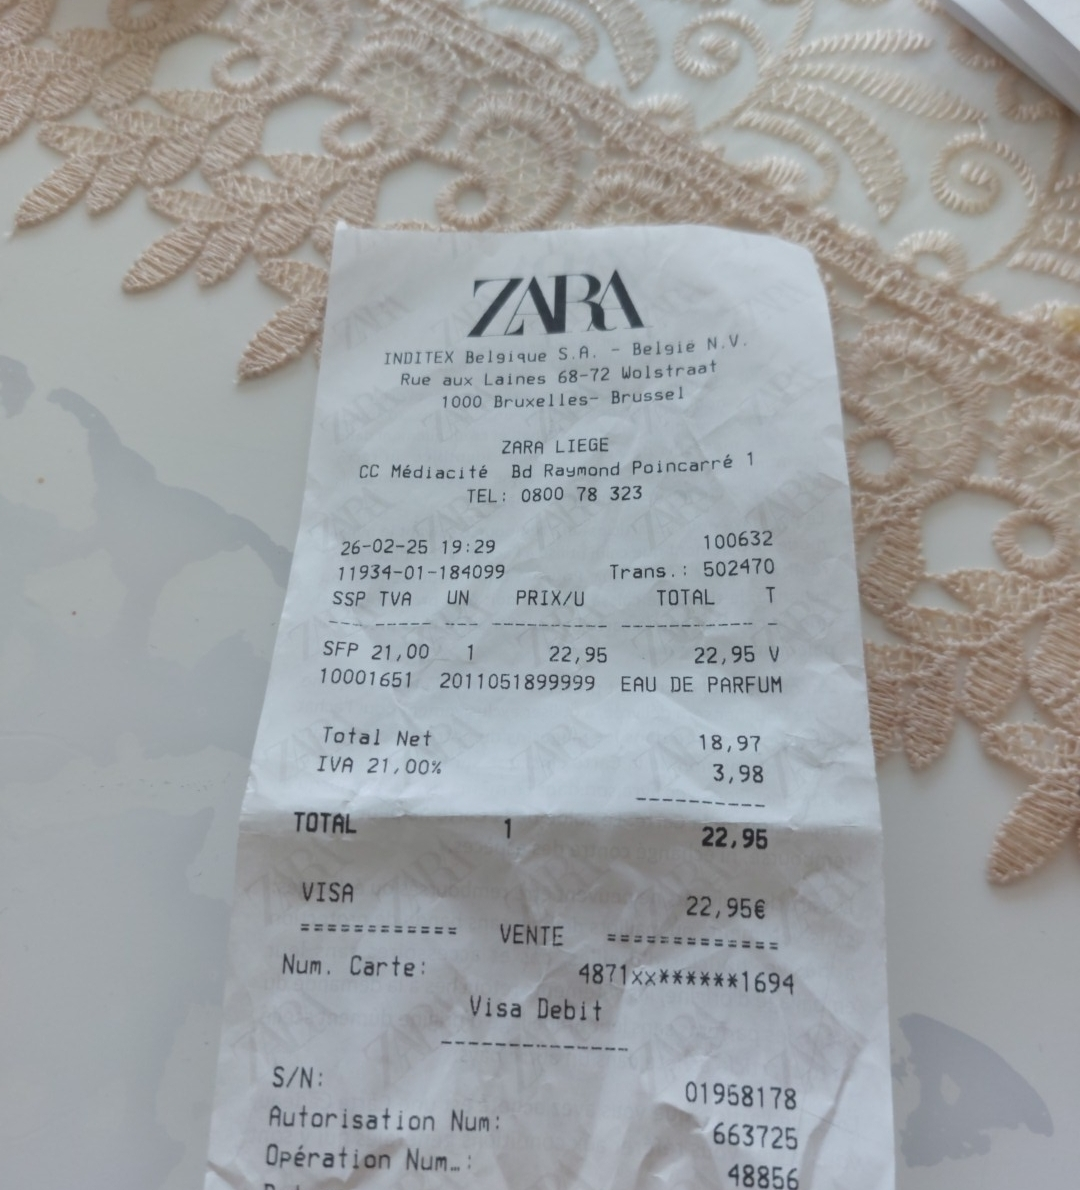 ZARA
INDITEX Belgique S.A. - België N.V.
Rue aux Laines 68-72 Wolstraat
1000 Bruxelles- Brussel
ZARA LIEGE
CC Médiacité Bd Raymond Poincarré 1
TEL: 0800 78 323
26-02-25 19:29 100632
11934-01-184099 Trans.: 502470
SSP TVA UN PRIX/U TOTAL T
--- ----- --- ---------- ----------- -
SFP 21,00 1 22,95 22,95 V
10001651 2011051899999 EAU DE PARFUM
Total Net 18,97
IVA 21,00% 3,98
----------
TOTAL 1 22,95
VISA 22,95€
============ VENTE =============
Num. Carte: 4871xx******1694
Visa Debit
--------------
S/N: 01958178
Autorisation Num: 663725
Opération Num…: 48856